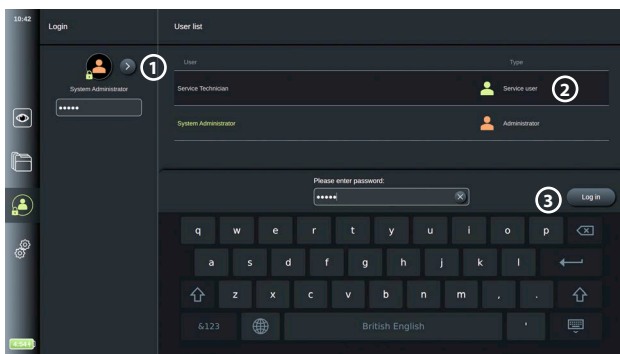 10:42
Login
User list
1
User
Type
System Administrator
•••••
Service Technician
Service user
2
System Administrator
Administrator
Please enter password:
•••••
3
Log in
q w e r t y u i o p
a s d f g h j k l
z x c v b n m , .
&123
British English
'